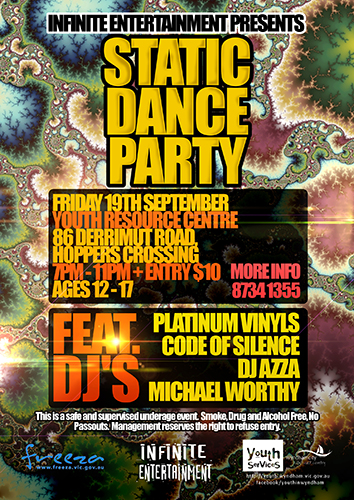 INFINITE ENTERTAINMENT PRESENTS
STATIC
DANCE
PARTY
FRIDAY 19TH SEPTEMBER
YOUTH RESOURCE CENTRE
86 DERRIMUT ROAD,
HOPPERS CROSSING
7PM - 11PM + ENTRY $10
AGES 12 - 17
MORE INFO
8734 1355
FEAT.
DJ'S
PLATINUM VINYLS
CODE OF SILENCE
DJ AZZA
MICHAEL WORTHY
This is a safe and supervised underage event. Smoke, Drug and Alcohol Free, No
Passouts. Management reserves the right to refuse entry.
freeza
www.freeza.vic.gov.au
INFINITE
ENTERTAINMENT
Youth
SERViCES
facebook/youthinwyndham